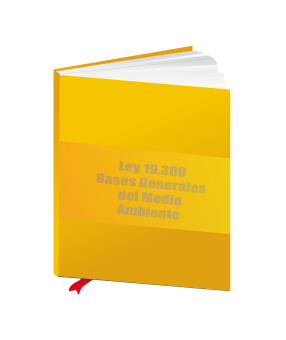 Ley 19.300
Bases Generales
del Medio
Ambiente